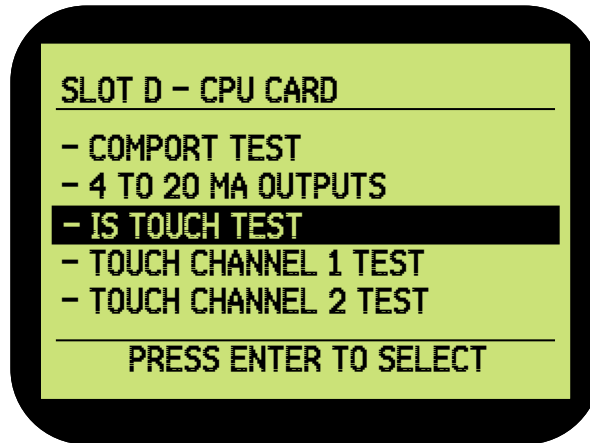 SLOT D - CPU CARD
- COMPORT TEST
- 4 TO 20 MA OUTPUTS
- IS TOUCH TEST
- TOUCH CHANNEL 1 TEST
- TOUCH CHANNEL 2 TEST
PRESS ENTER TO SELECT